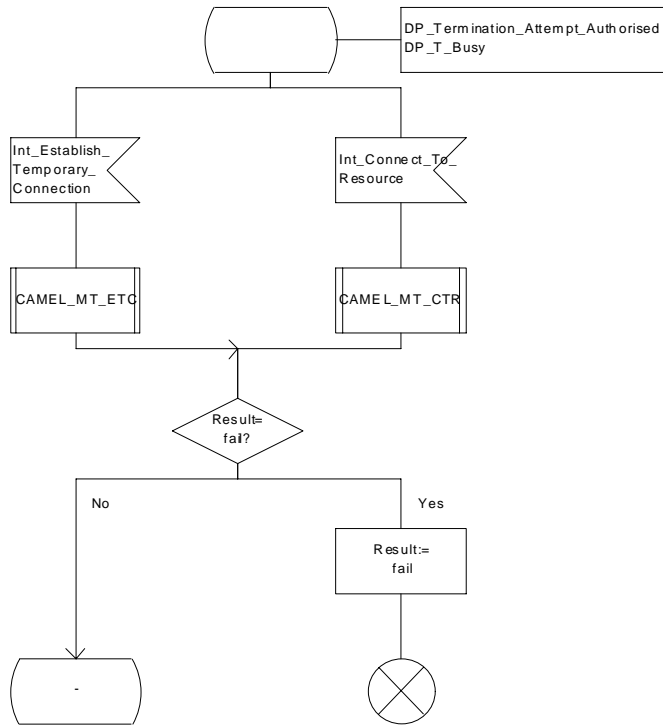 DP_Termination_Attempt_Authorised
DP_T_Busy
Int_Establish_
Temporary_
Connection
Int_Connect_To_
Resource
CAMEL_MT_ETC
CAMEL_MT_CTR
Result=
fail?
No
Yes
Result:=
fail
-